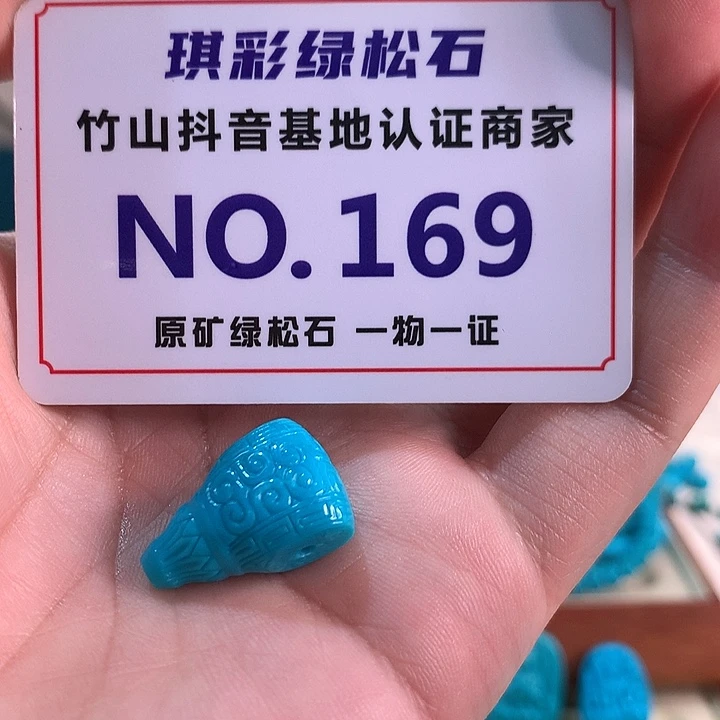 琪彩绿松石
竹山抖音基地认证商家
NO.169
原矿绿松石 一物一证